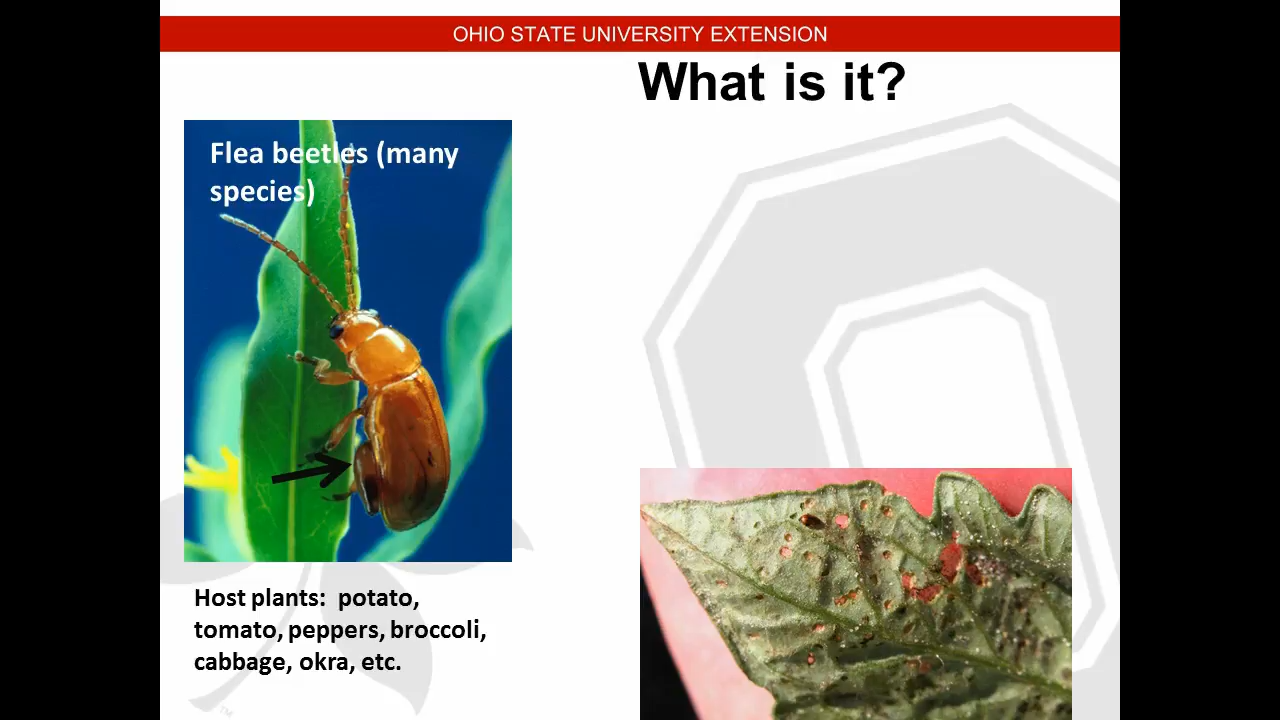 OHIO STATE UNIVERSITY EXTENSION
What is it?
Flea beetles (many
species)
Host plants:  potato,
tomato, peppers, broccoli,
cabbage, okra, etc.
TM